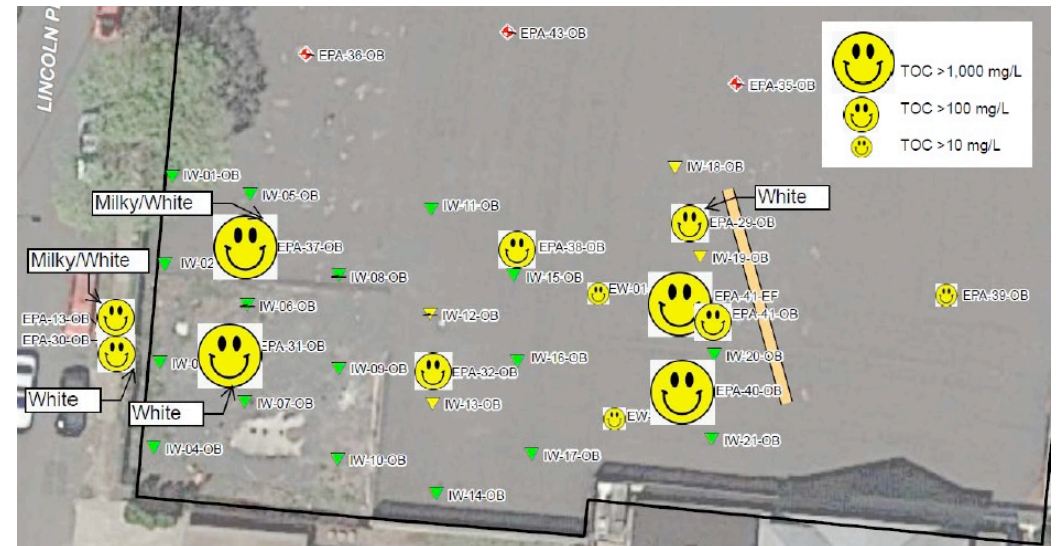 LINCOLN P
EPA-43-OB
EPA-36-OB
EPA-35-OB
TOC >1,000 mg/L
TOC >100 mg/L
TOC >10 mg/L
IW-01-OB
IW-18-OB
IW-05-OB
White
Milky/White
IW-11-OB
EPA-29-OB
EPA-37-OB
EPA-38-OB
IW-19-OB
Milky/White
IW-02
IW-08-OB
IW-15-OB
EW-01
EPA-41-EF
EPA-39-OB
IW-06-OB
IW-12-OB
EPA-41-OB
EPA-13-OB
EPA-30-OB
EPA-31-OB
IW-0
IW-09-OB
EPA-32-OB
IW-16-OB
IW-20-OB
EPA-40-OB
White
White
IW-07-OB
IW-13-OB
EW-
IW-04-OB
IW-10-OB
IW-17-OB
IW-21-OB
IW-14-OB